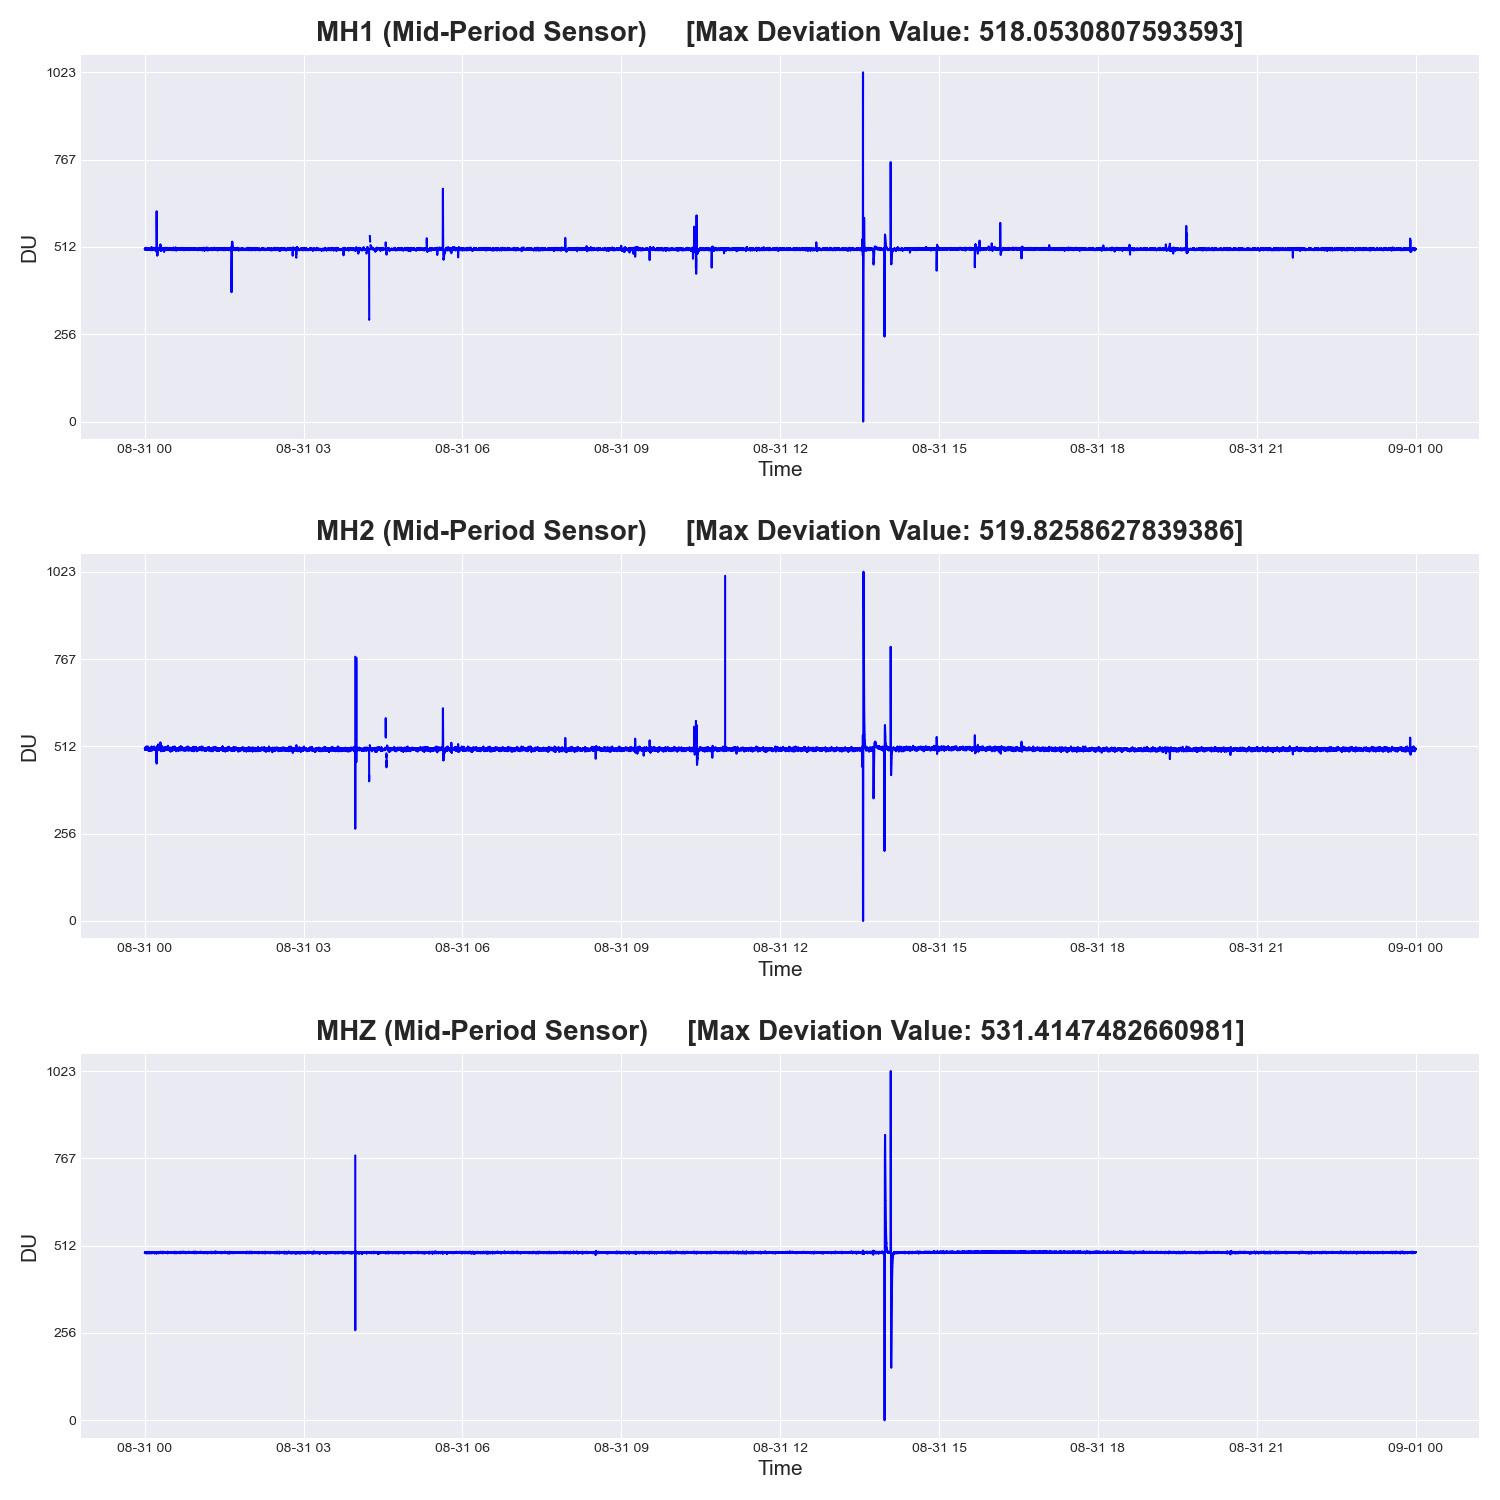 MH1 (Mid-Period Sensor) [Max Deviation Value: 518.0530807593593]
1023
767
512
256
0
DU
08-31 00 08-31 03 08-31 06 08-31 09 08-31 12 08-31 15 08-31 18 08-31 21 09-01 00
Time
MH2 (Mid-Period Sensor) [Max Deviation Value: 519.8258627839386]
1023
767
512
256
0
DU
08-31 00 08-31 03 08-31 06 08-31 09 08-31 12 08-31 15 08-31 18 08-31 21 09-01 00
Time
MHZ (Mid-Period Sensor) [Max Deviation Value: 531.4147482660981]
1023
767
512
256
0
DU
08-31 00 08-31 03 08-31 06 08-31 09 08-31 12 08-31 15 08-31 18 08-31 21 09-01 00
Time